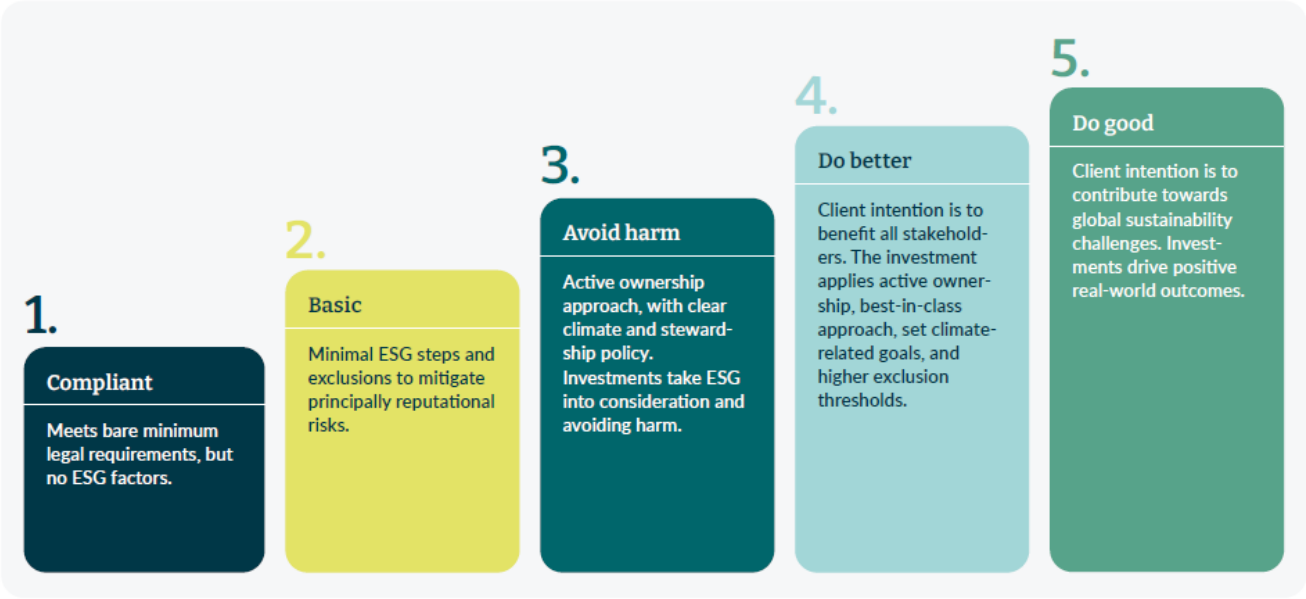 1.
Compliant
Meets bare minimum
legal requirements, but
no ESG factors.
2.
Basic
Minimal ESG steps and
exclusions to mitigate
principally reputational
risks.
3.
Avoid harm
Active ownership
approach, with clear
climate and steward-
ship policy.
Investments take ESG
into consideration and
avoiding harm.
4.
Do better
Client intention is to
benefit all stakehold-
ers. The investment
applies active owner-
ship, best-in-class
approach, set climate-
related goals, and
higher exclusion
thresholds.
5.
Do good
Client intention is to
contribute towards
global sustainability
challenges. Invest-
ments drive positive
real-world outcomes.